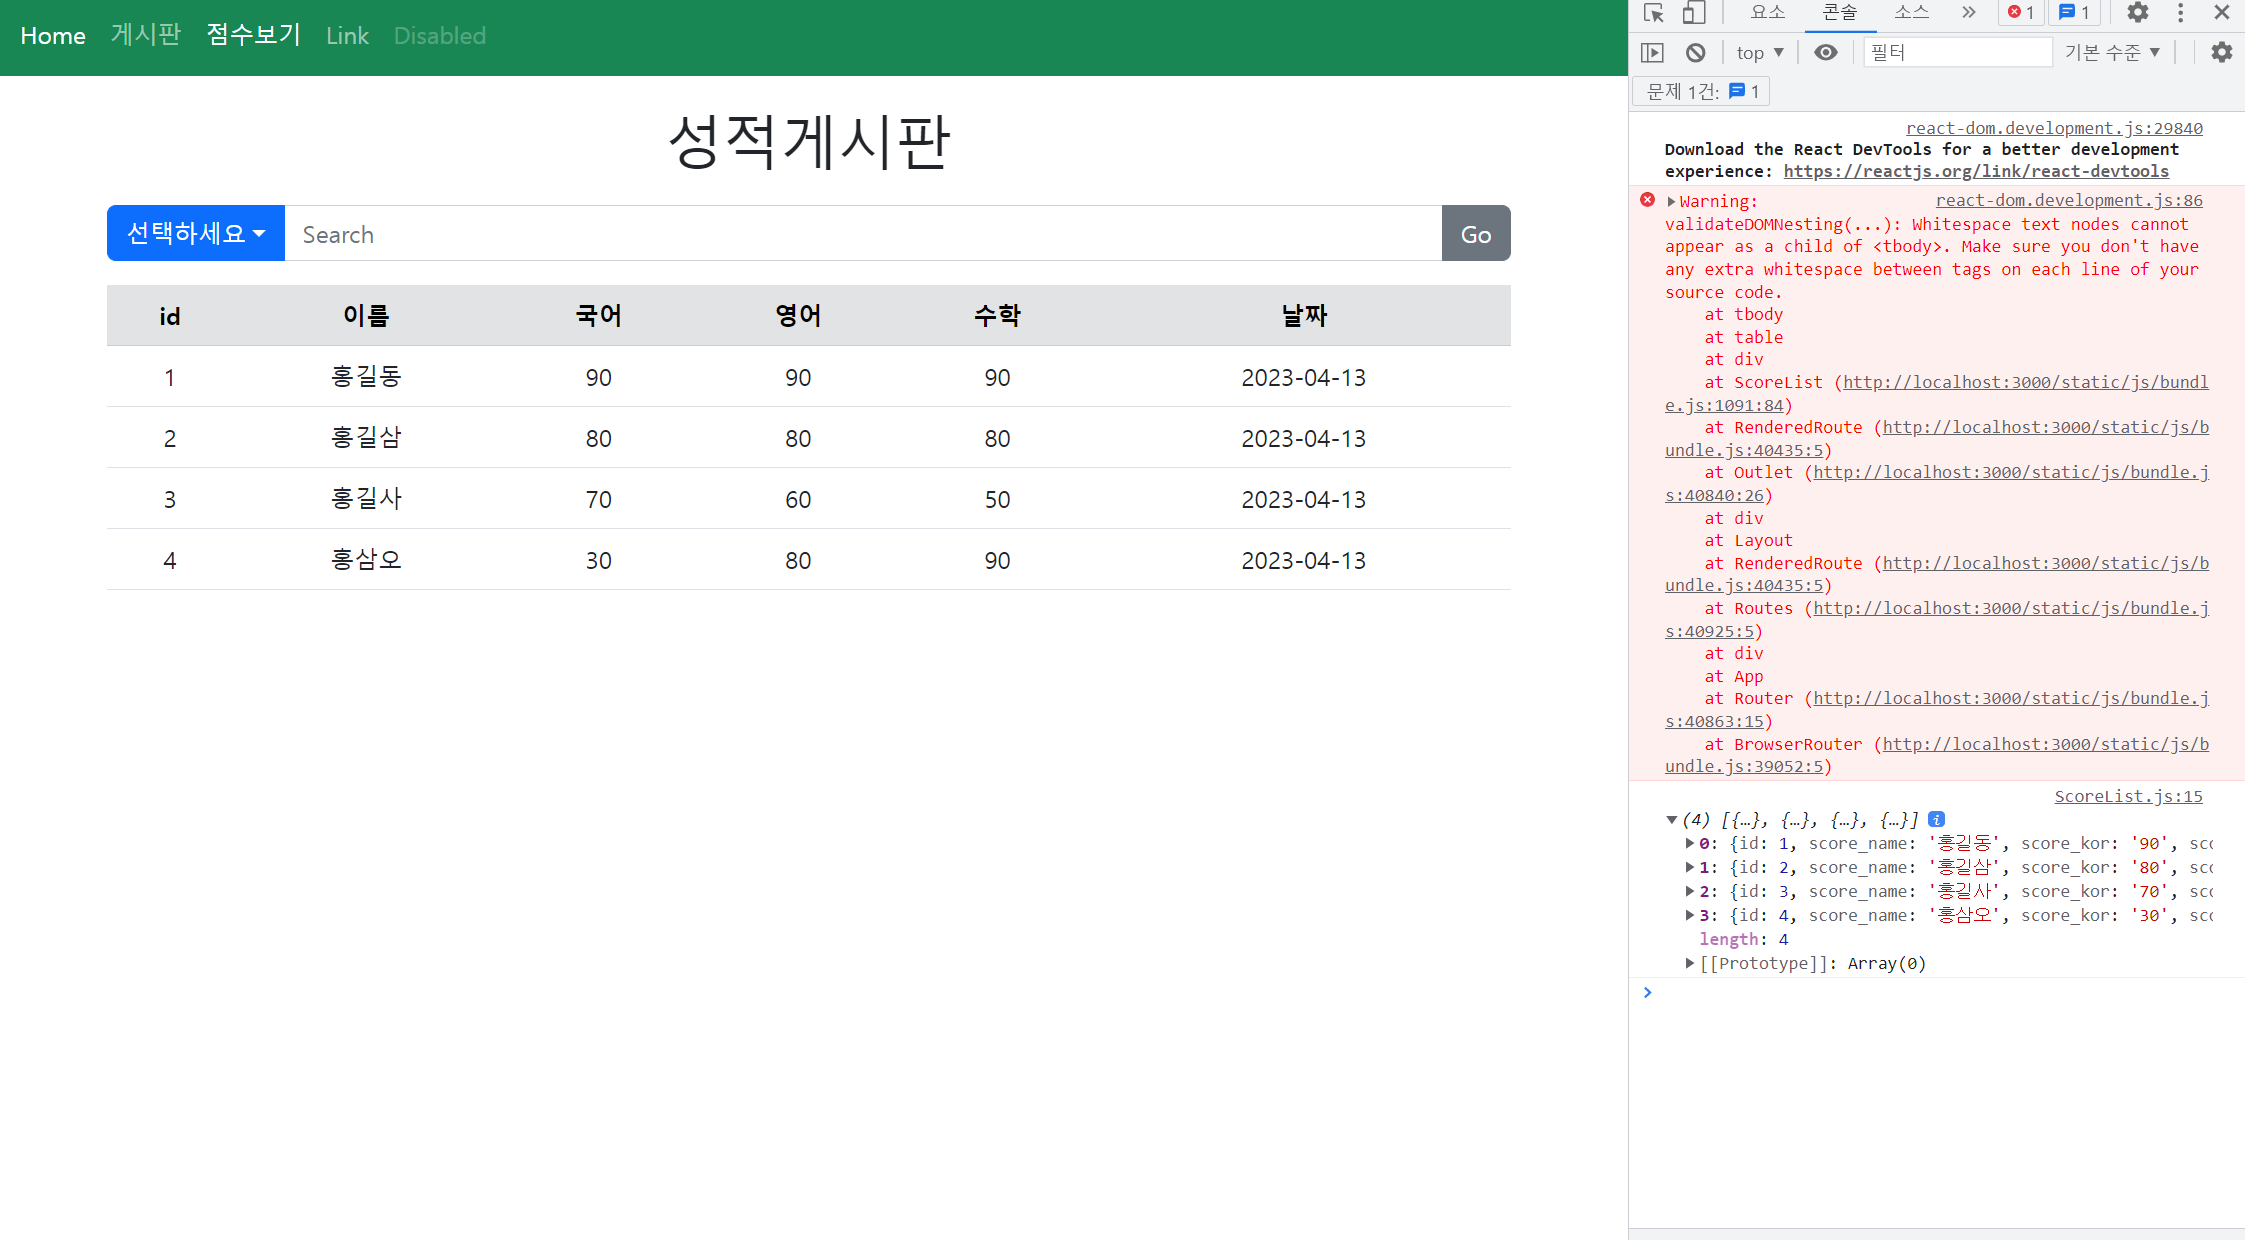 Home 게시판 점수보기 Link Disabled
성적게시판
선택하세요 Search Go
id 이름 국어 영어 수학 날짜
1 홍길동 90 90 90 2023-04-13
2 홍길삼 80 80 80 2023-04-13
3 홍길사 70 60 50 2023-04-13
4 홍삼오 30 80 90 2023-04-13
요소 콘솔 소스 » 1 1
top 필터 기본 수준
문제 1건: 1
react-dom.development.js:29840
Download the React DevTools for a better development
experience: https://reactjs.org/link/react-devtools
Warning: react-dom.development.js:86
validateDOMNesting(...): Whitespace text nodes cannot
appear as a child of <tbody>. Make sure you don't have
any extra whitespace between tags on each line of your
source code.
at tbody
at table
at div
at ScoreList (http://localhost:3000/static/js/bundl
e.js:1091:84)
at RenderedRoute (http://localhost:3000/static/js/b
undle.js:40435:5)
at Outlet (http://localhost:3000/static/js/bundle.j
s:40840:26)
at div
at Layout
at RenderedRoute (http://localhost:3000/static/js/b
undle.js:40435:5)
at Routes (http://localhost:3000/static/js/bundle.j
s:40925:5)
at div
at App
at Router (http://localhost:3000/static/js/bundle.j
s:40863:15)
at BrowserRouter (http://localhost:3000/static/js/b
undle.js:39052:5)
ScoreList.js:15
(4) [{…}, {…}, {…}, {…}]
0: {id: 1, score_name: '홍길동', score_kor: '90', sc
1: {id: 2, score_name: '홍길삼', score_kor: '80', sc
2: {id: 3, score_name: '홍길사', score_kor: '70', sc
3: {id: 4, score_name: '홍삼오', score_kor: '30', sc
length: 4
[[Prototype]]: Array(0)